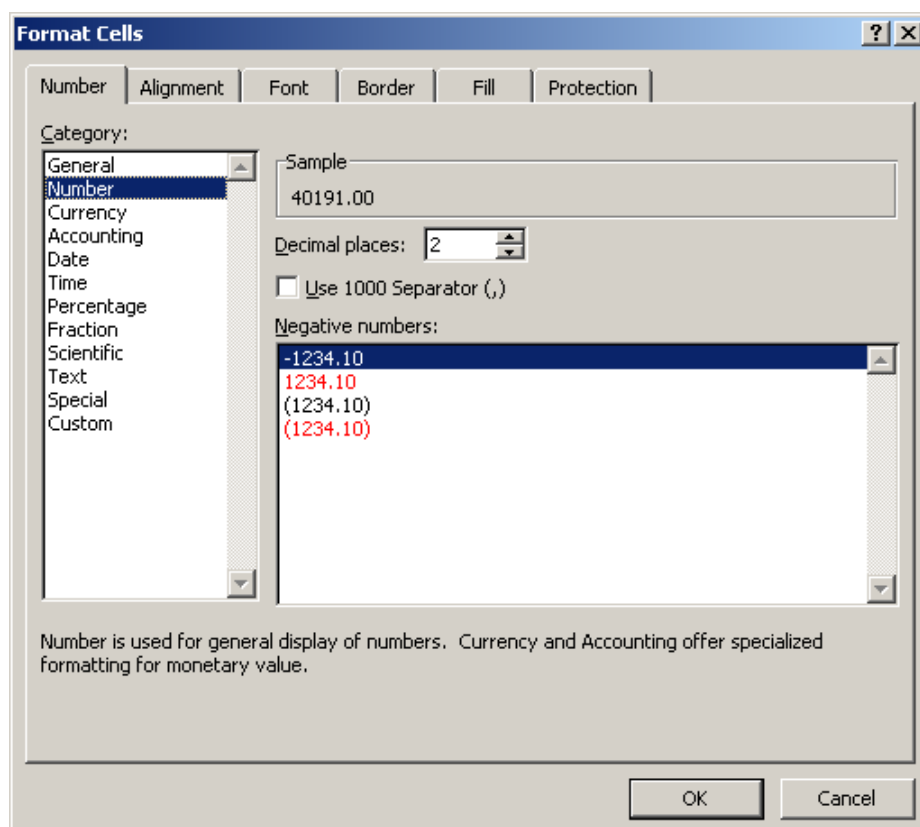 Format Cells
Number Alignment Font Border Fill Protection
Category:
General
Number
Currency
Accounting
Date
Time
Percentage
Fraction
Scientific
Text
Special
Custom
Sample
40191.00
Decimal places: 2
Use 1000 Separator (,)
Negative numbers:
-1234.10
1234.10
(1234.10)
(1234.10)
Number is used for general display of numbers.  Currency and Accounting offer specialized
formatting for monetary value.
OK Cancel